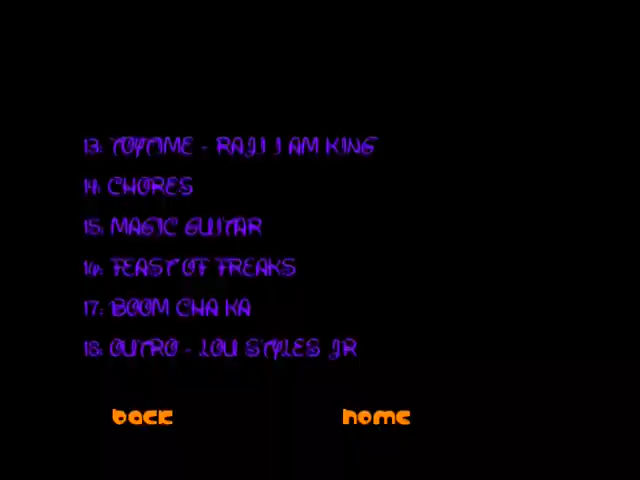 13: TOYTIME - RAJI I AM KING
14: CHORES
15: MAGIC GUITAR
16: FEAST OF FREAKS
17: BOOM CHA KA
18: OUTRO - LOU STYLES JR
back home